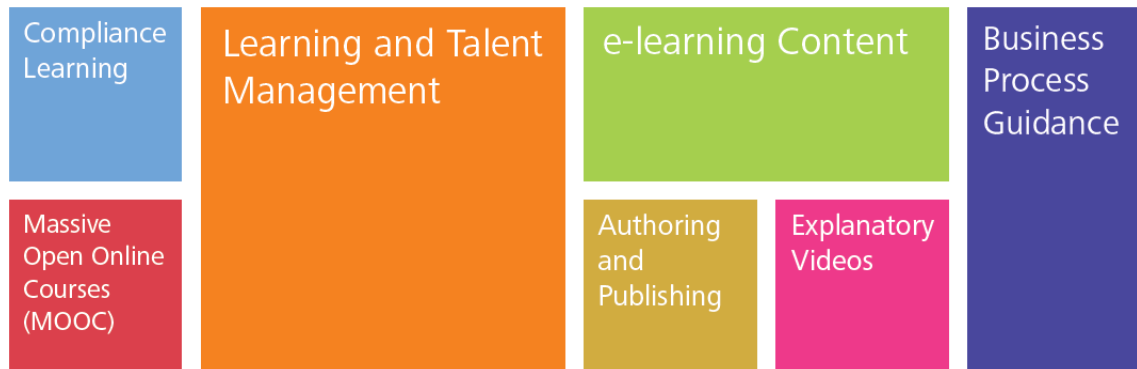 Compliance
Learning
Massive
Open Online
Courses
(MOOC)
Learning and Talent
Management
e-learning Content
Authoring
and
Publishing
Explanatory
Videos
Business
Process
Guidance